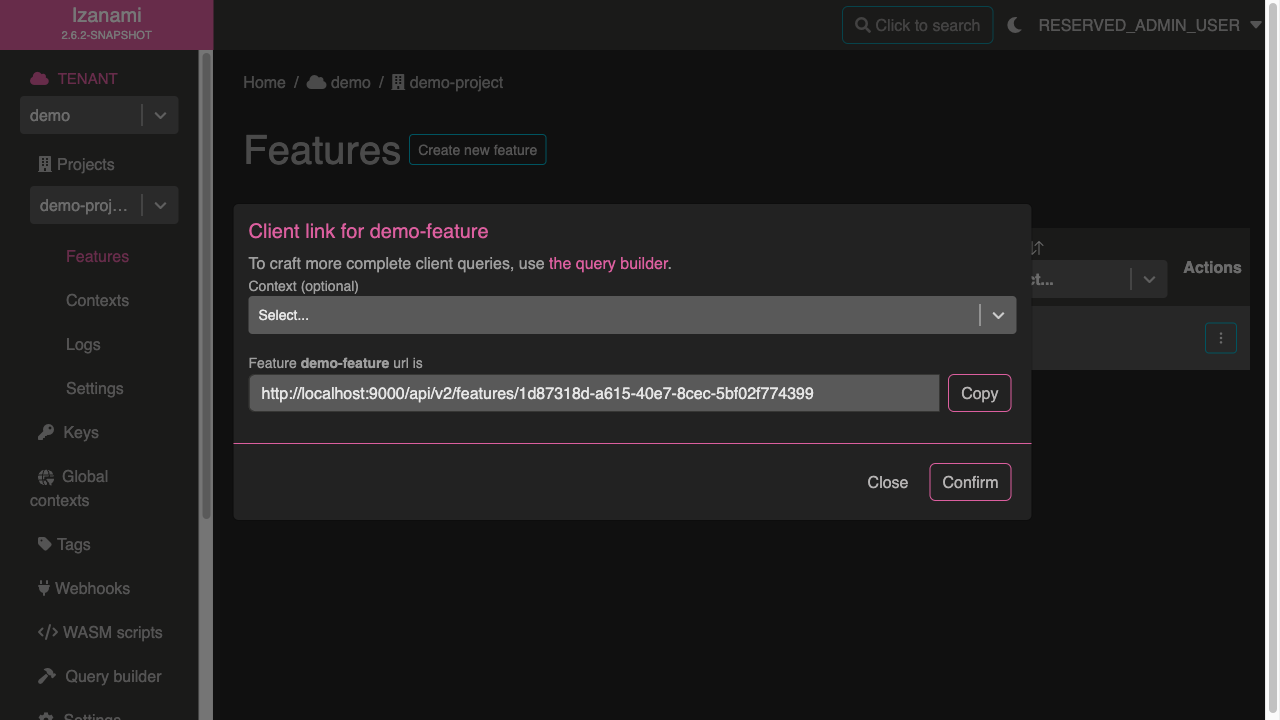 Izanami
2.6.2-SNAPSHOT
Click to search
RESERVED_ADMIN_USER
TENANT
demo
Projects
demo-proj...
Features
Contexts
Logs
Settings
Keys
Global
contexts
Tags
Webhooks
WASM scripts
Query builder
Settings
Home / demo / demo-project
Features
Create new feature
Client link for demo-feature
To craft more complete client queries, use the query builder.
Context (optional)
Select...
Feature demo-feature url is
http://localhost:9000/api/v2/features/1d87318d-a615-40e7-8cec-5bf02f774399
Copy
Close
Confirm
ct...
Actions